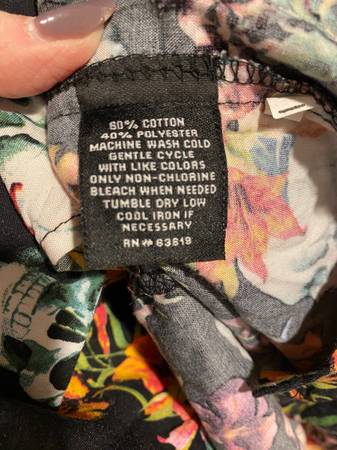 60% COTTON
40% POLYESTER
MACHINE WASH COLD
GENTLE CYCLE
WITH LIKE COLORS
ONLY NON-CHLORINE
BLEACH WHEN NEEDED
TUMBLE DRY LOW
COOL IRON IF
NECESSARY
RN# 63619